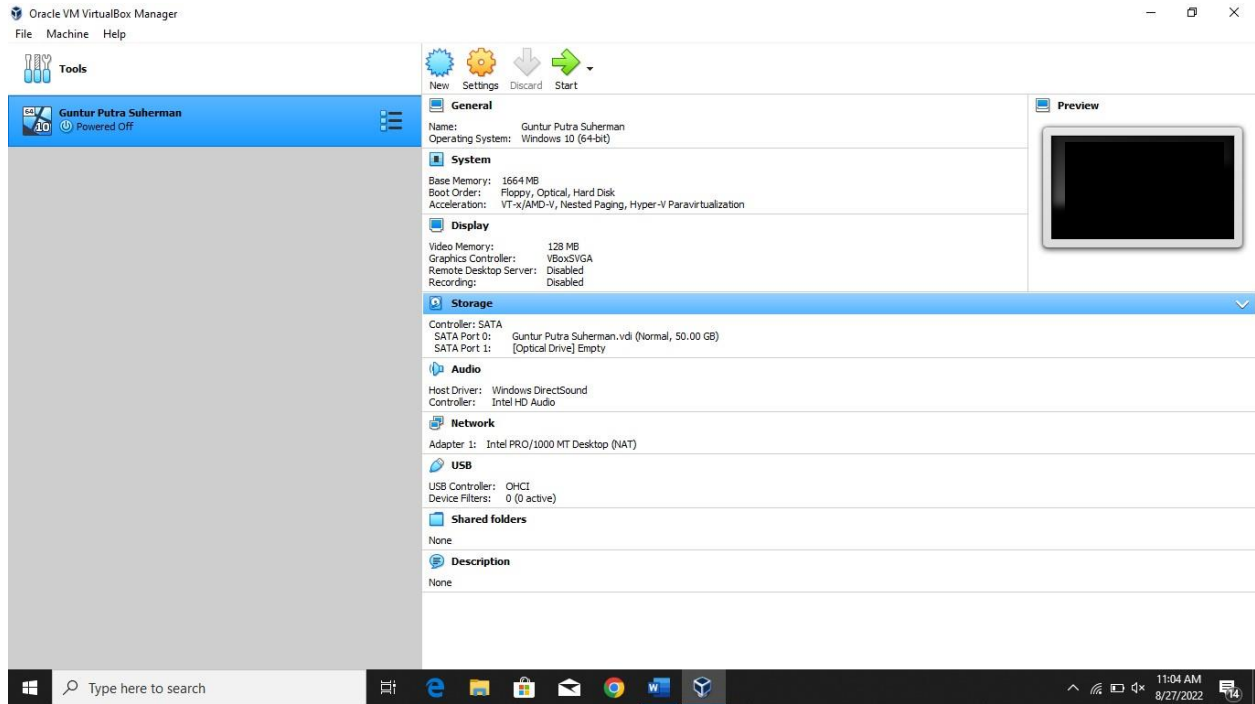 Oracle VM VirtualBox Manager
File Machine Help
Tools
New Settings Discard Start
64
10
Guntur Putra Suherman
Powered Off
General
Name: Guntur Putra Suherman
Operating System: Windows 10 (64-bit)
Preview
System
Base Memory: 1664 MB
Boot Order: Floppy, Optical, Hard Disk
Acceleration: VT-x/AMD-V, Nested Paging, Hyper-V Paravirtualization
Display
Video Memory: 128 MB
Graphics Controller: VBoxSVGA
Remote Desktop Server: Disabled
Recording: Disabled
Storage
Controller: SATA
SATA Port 0: Guntur Putra Suherman.vdi (Normal, 50.00 GB)
SATA Port 1: [Optical Drive] Empty
Audio
Host Driver: Windows DirectSound
Controller: Intel HD Audio
Network
Adapter 1: Intel PRO/1000 MT Desktop (NAT)
USB
USB Controller: OHCI
Device Filters: 0 (0 active)
Shared folders
None
Description
None
Type here to search
11:04 AM
8/27/2022
14